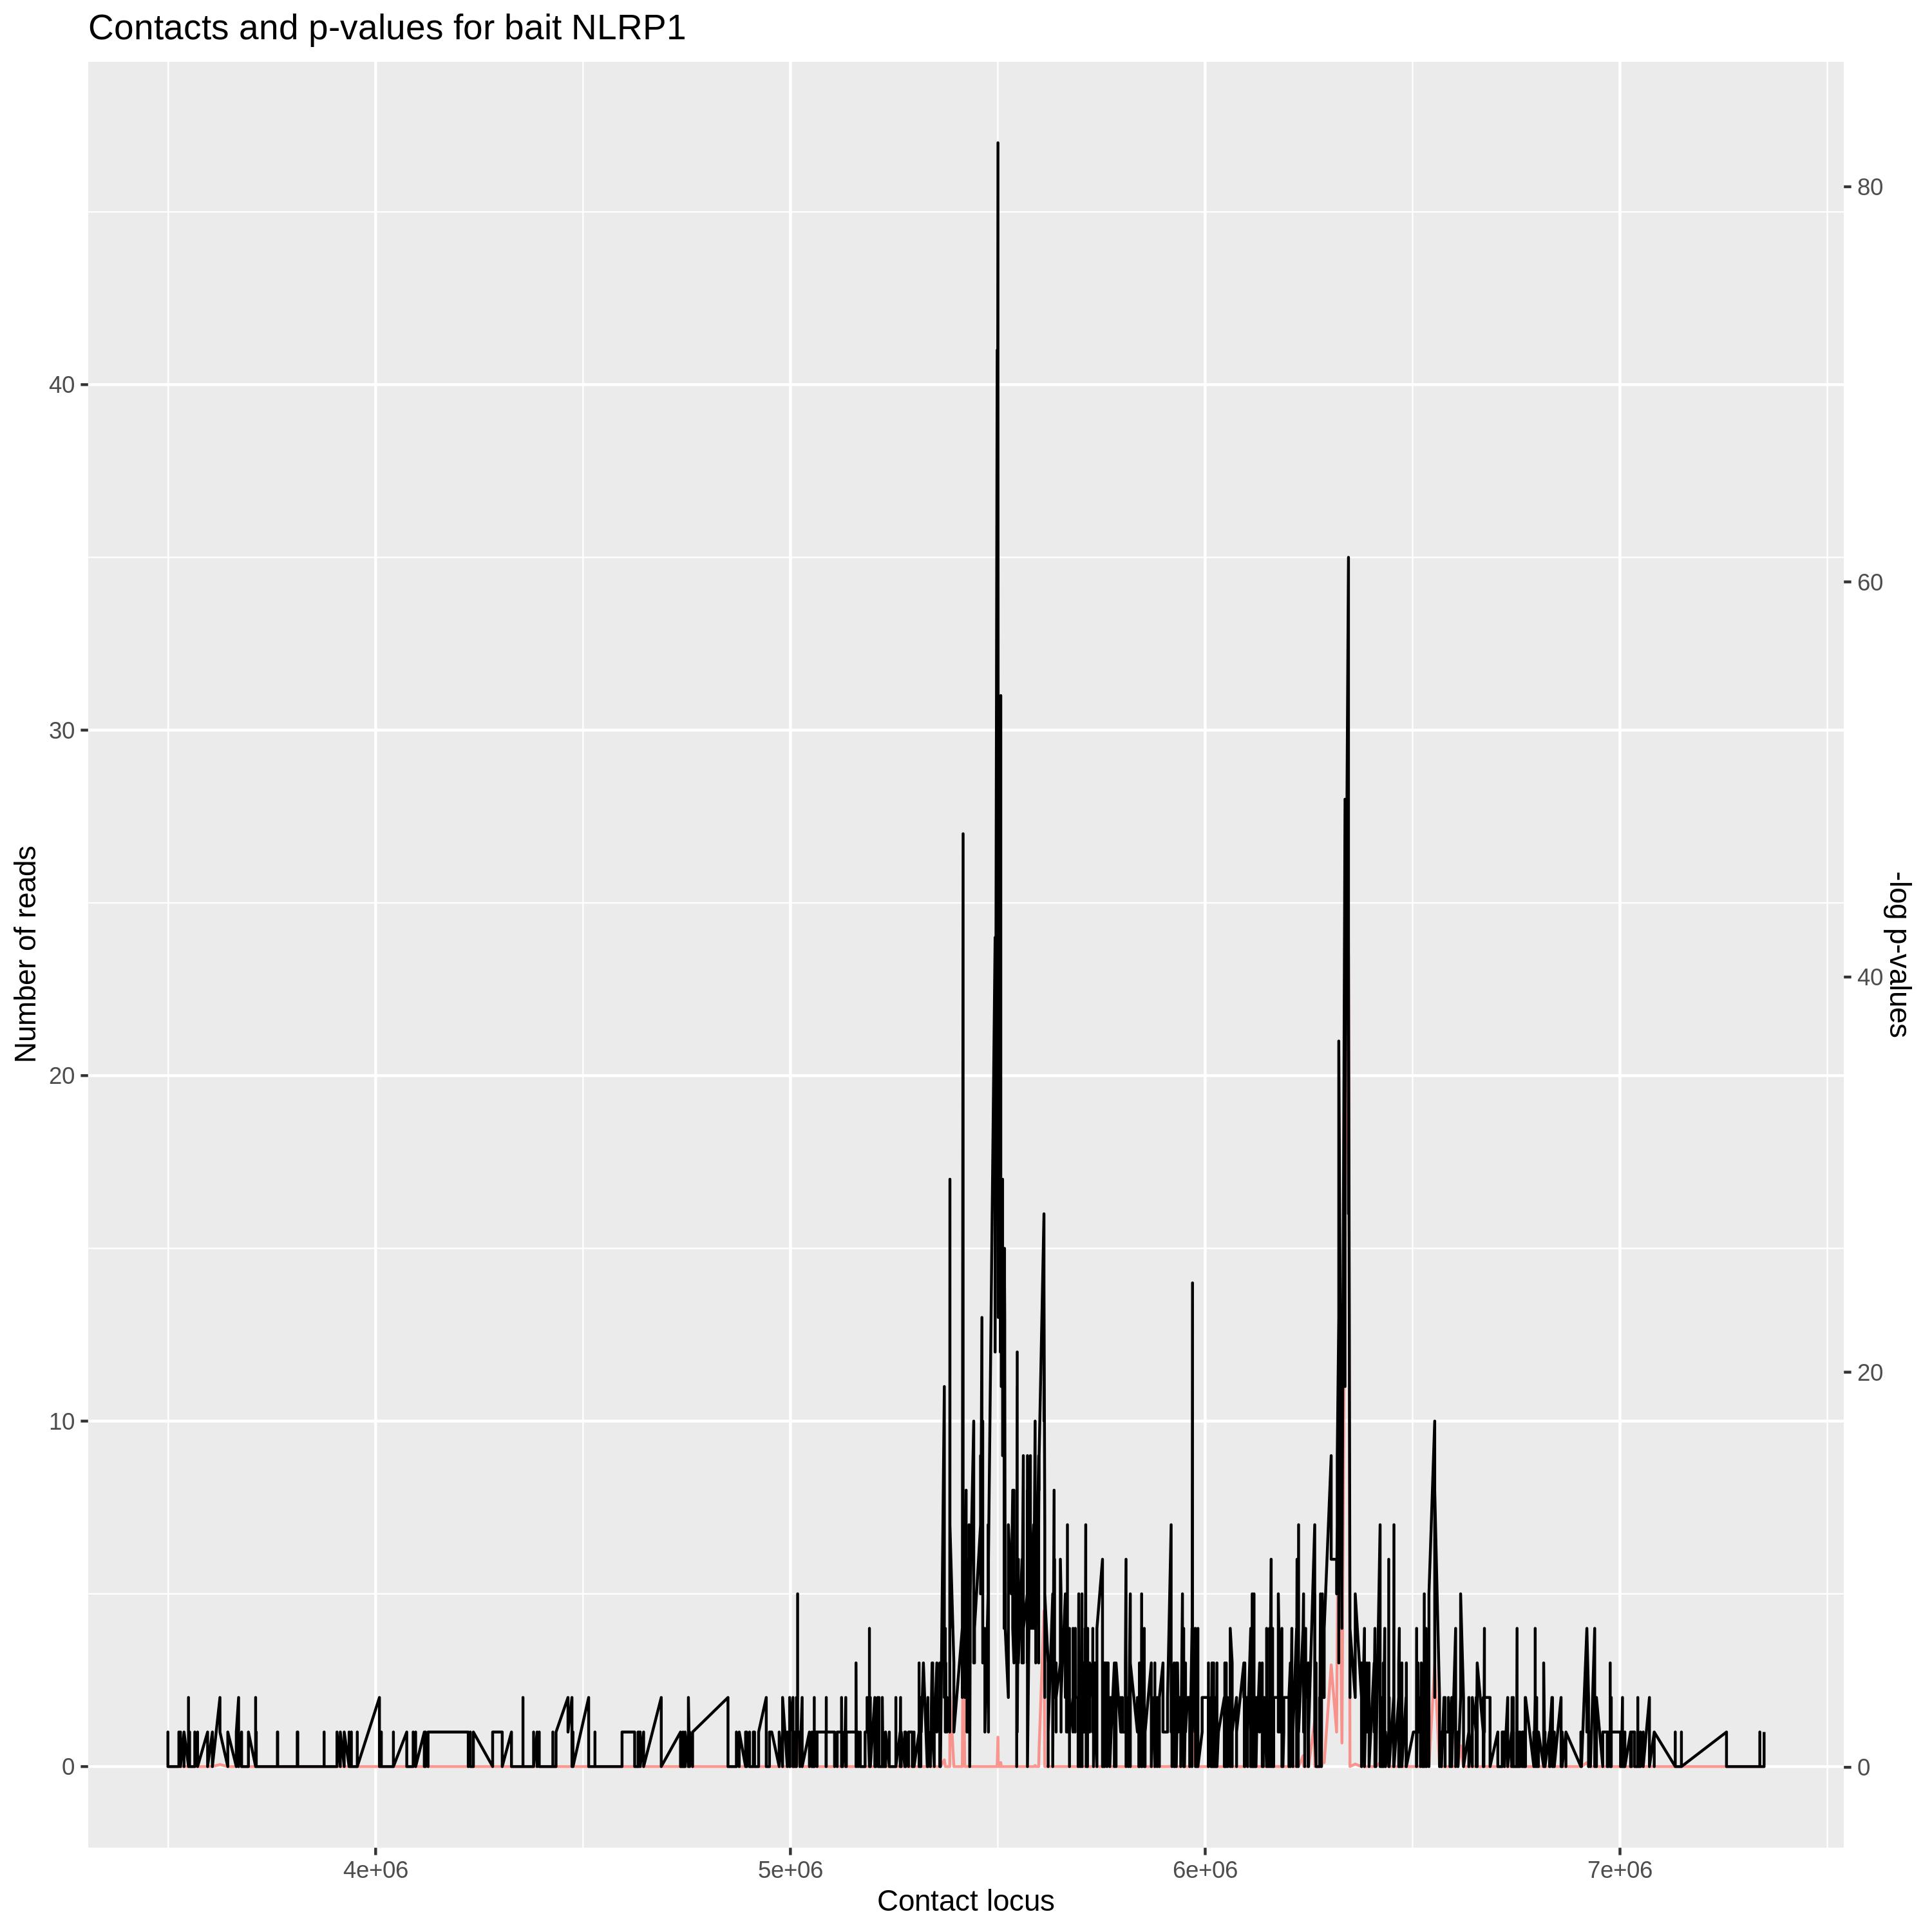 Contacts and p-values for bait NLRP1
Number of reads
40
30
20
10
0
80
60
40
20
0
-log p-values
4e+06
5e+06
6e+06
7e+06
Contact locus